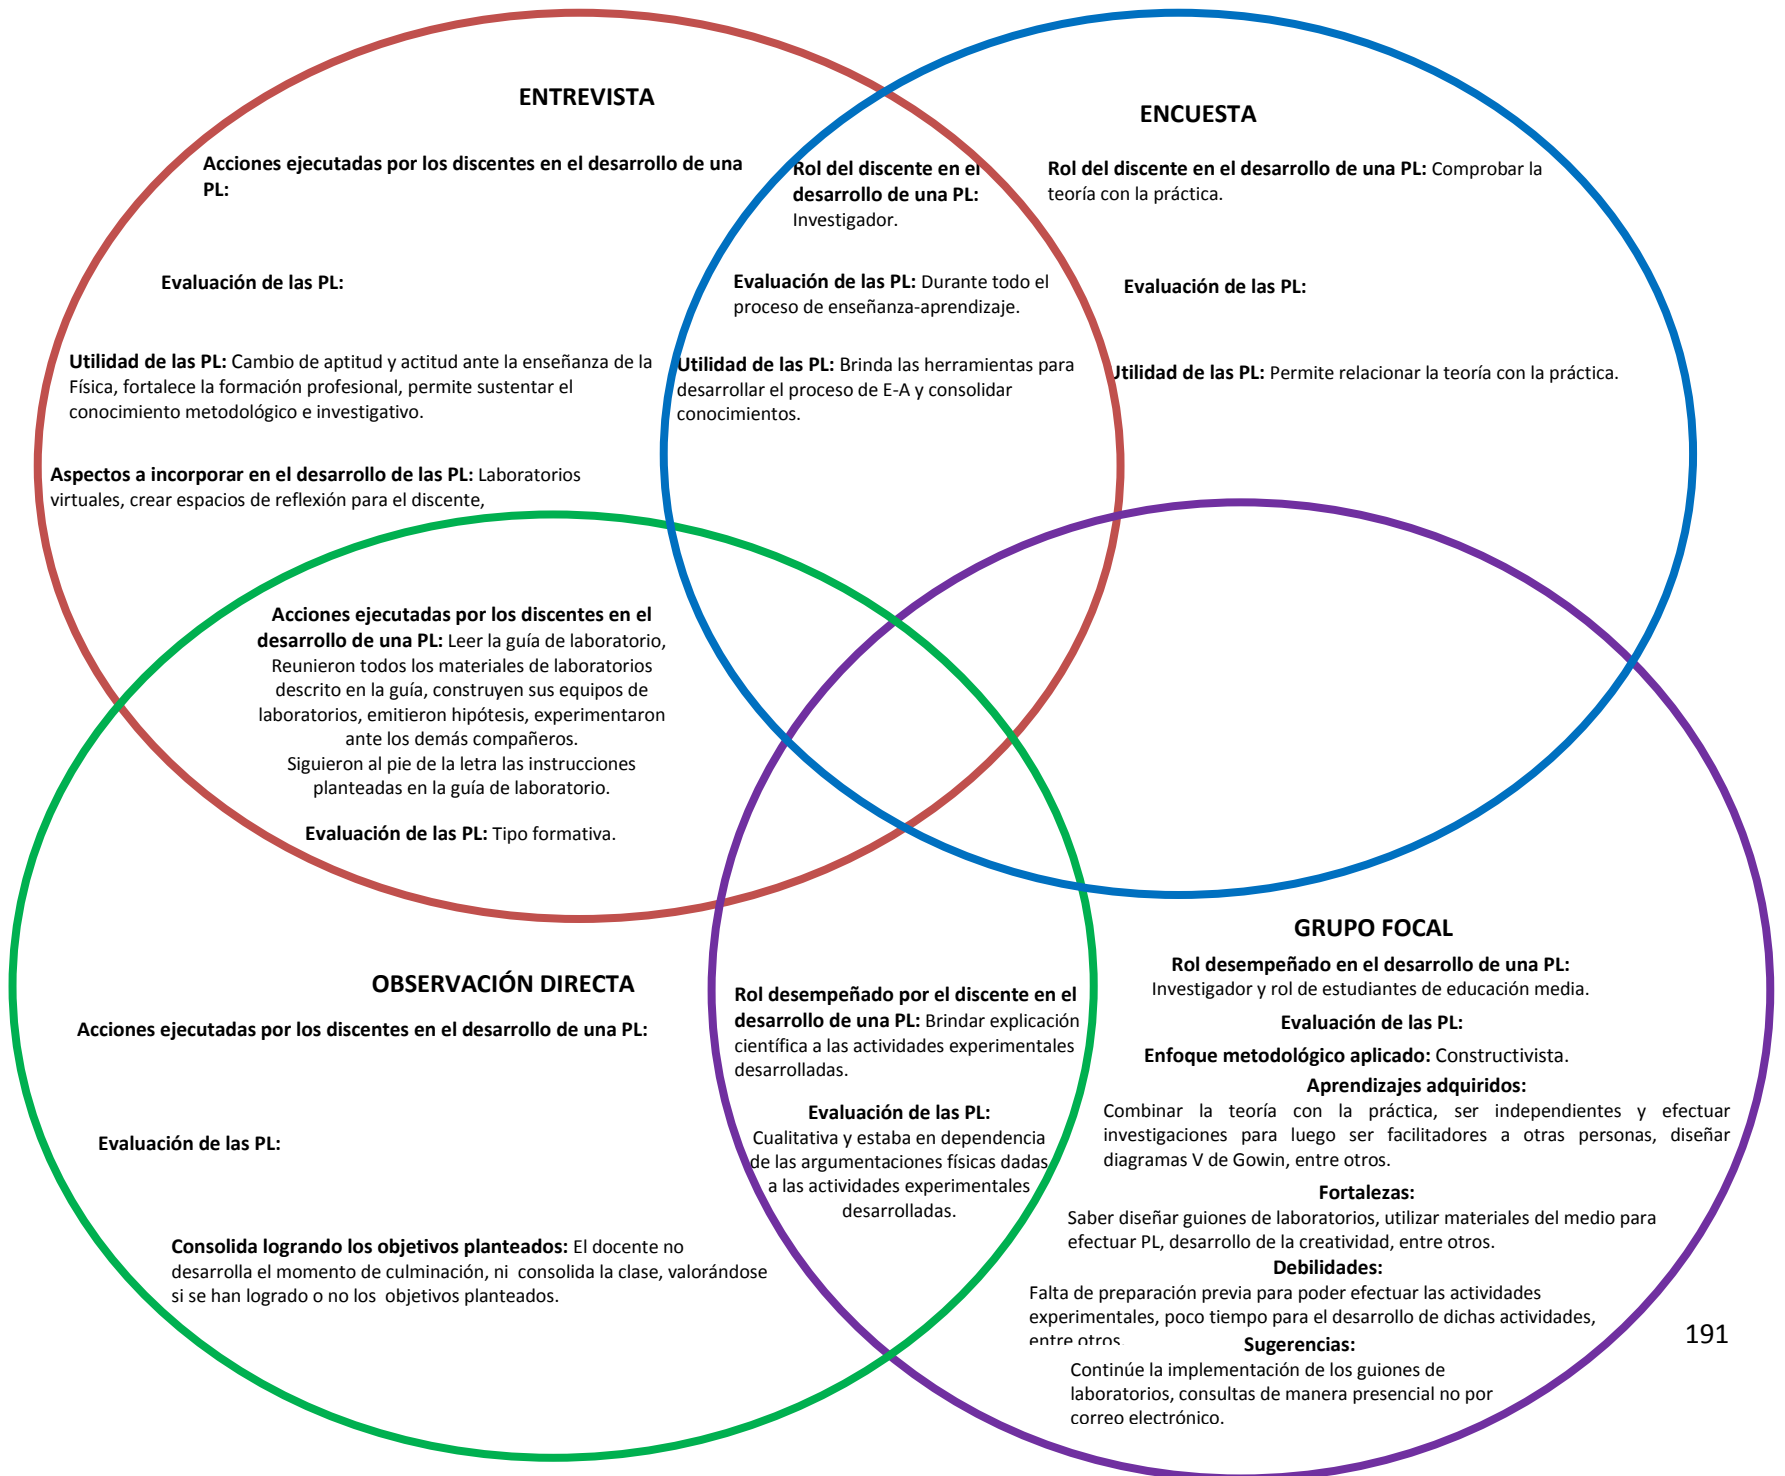 ENTREVISTA
Acciones ejecutadas por los discentes en el desarrollo de una
PL:
Evaluación de las PL:
Utilidad de las PL: Cambio de aptitud y actitud ante la enseñanza de la
Física, fortalece la formación profesional, permite sustentar el
conocimiento metodológico e investigativo.
Aspectos a incorporar en el desarrollo de las PL: Laboratorios
virtuales, crear espacios de reflexión para el discente,
Rol del discente en el
desarrollo de una PL:
Investigador.
Evaluación de las PL: Durante todo el
proceso de enseñanza-aprendizaje.
Utilidad de las PL: Brinda las herramientas para
desarrollar el proceso de E-A y consolidar
conocimientos.
ENCUESTA
Rol del discente en el desarrollo de una PL: Comprobar la
teoría con la práctica.
Evaluación de las PL:
Utilidad de las PL: Permite relacionar la teoría con la práctica.
Acciones ejecutadas por los discentes en el
desarrollo de una PL: Leer la guía de laboratorio,
Reunieron todos los materiales de laboratorios
descrito en la guía, construyen sus equipos de
laboratorios, emitieron hipótesis, experimentaron
ante los demás compañeros.
Siguieron al pie de la letra las instrucciones
planteadas en la guía de laboratorio.
Evaluación de las PL: Tipo formativa.
OBSERVACIÓN DIRECTA
Acciones ejecutadas por los discentes en el desarrollo de una PL:
Evaluación de las PL:
Consolida logrando los objetivos planteados: El docente no
desarrolla el momento de culminación, ni consolida la clase, valorándose
si se han logrado o no los objetivos planteados.
Rol desempeñado por el discente en el
desarrollo de una PL: Brindar explicación
científica a las actividades experimentales
desarrolladas.
Evaluación de las PL:
Cualitativa y estaba en dependencia
de las argumentaciones físicas dadas
a las actividades experimentales
desarrolladas.
GRUPO FOCAL
Rol desempeñado en el desarrollo de una PL:
Investigador y rol de estudiantes de educación media.
Evaluación de las PL:
Enfoque metodológico aplicado: Constructivista.
Aprendizajes adquiridos:
Combinar la teoría con la práctica, ser independientes y efectuar
investigaciones para luego ser facilitadores a otras personas, diseñar
diagramas V de Gowin, entre otros.
Fortalezas:
Saber diseñar guiones de laboratorios, utilizar materiales del medio para
efectuar PL, desarrollo de la creatividad, entre otros.
Debilidades:
Falta de preparación previa para poder efectuar las actividades
experimentales, poco tiempo para el desarrollo de dichas actividades,
entre otros.
Sugerencias:
Continúe la implementación de los guiones de
laboratorios, consultas de manera presencial no por
correo electrónico.
191